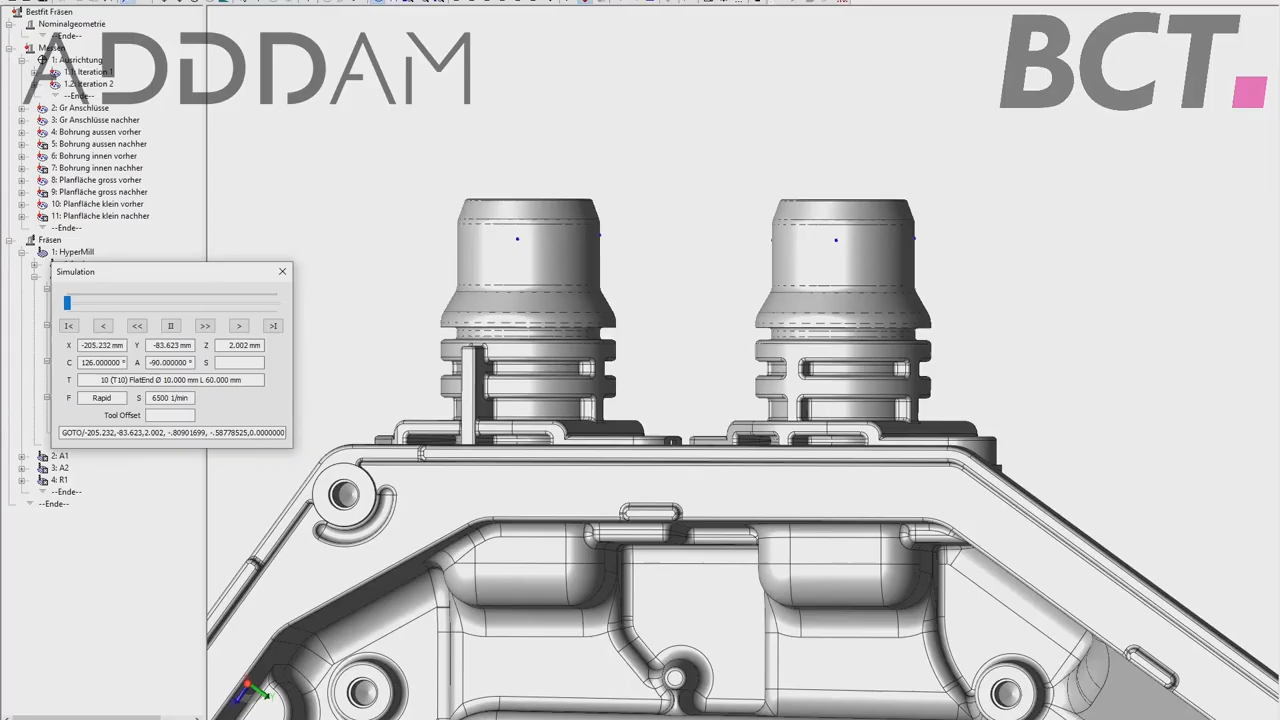 Bestfit Fräsen
Nominalgeometrie
--Ende--
Messen
1: Ausrichtung
1.1: Iteration 1
1.2: Iteration 2
--Ende--
2: Gr Anschlüsse
3: Gr Anschlüsse nachher
4: Bohrung aussen vorher
5: Bohrung aussen nachher
6: Bohrung innen vorher
7: Bohrung innen nachher
8: Planfläche gross vorher
9: Planfläche gross nachher
10: Planfläche klein vorher
11: Planfläche klein nachher
--Ende--
Fräsen
1: HyperMill
2: A1
3: A2
4: R1
--Ende--
--Ende--
ADDDAM
BCT.
Simulation
I< < << I >> > >I
X -205.232 mm Y -83.623 mm Z 2.002 mm
C 126.000000 ° A -90.000000 ° S
T 10 (T10) FlatEnd Ø 10.000 mm L 60.000 mm
F Rapid S 6500 1/min
Tool Offset
GOTO/-205.232,-83.623,2.002, -.80901699, -.58778525,0.0000000